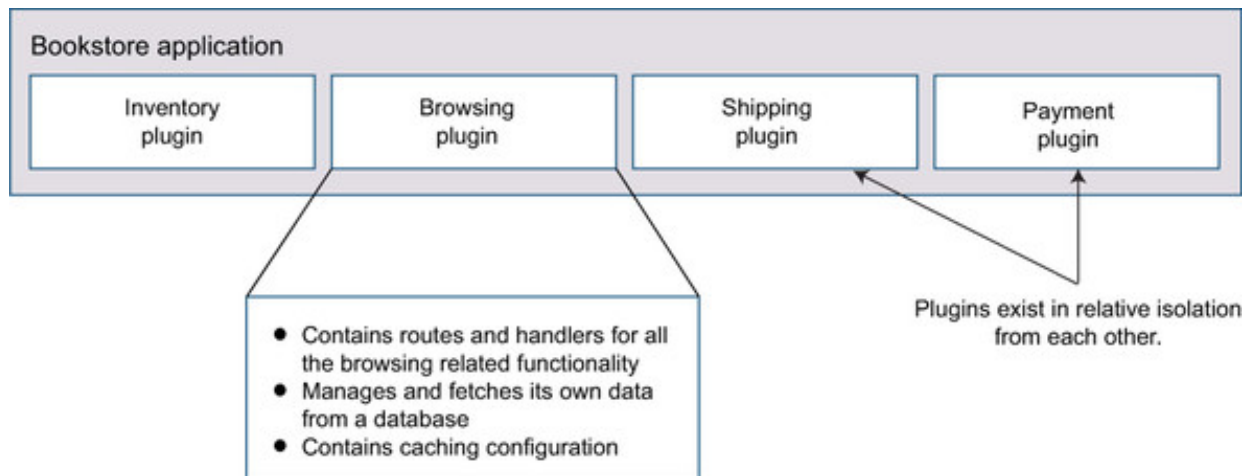 Bookstore application
Inventory
plugin
Browsing
plugin
Shipping
plugin
Payment
plugin
● Contains routes and handlers for all
the browsing related functionality
● Manages and fetches its own data
from a database
● Contains caching configuration
Plugins exist in relative isolation
from each other.